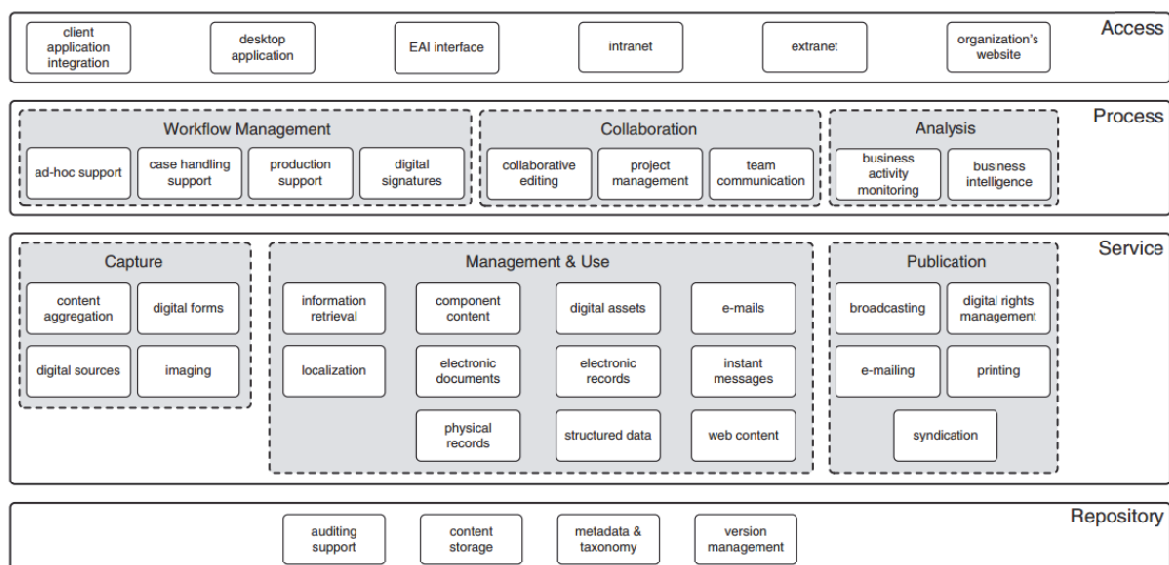 Access
client
application
integration
desktop
application
EAI interface
intranet
extranet
organization's
website
Process
Workflow Management
ad-hoc support
case handling
support
production
support
digital
signatures
Collaboration
collaborative
editing
project
management
team
communication
Analysis
business
activity
monitoring
business
intelligence
Service
Capture
content
aggregation
digital forms
digital sources
imaging
Management & Use
information
retrieval
component
content
digital assets
e-mails
localization
electronic
documents
electronic
records
instant
messages
physical
records
structured data
web content
Publication
broadcasting
digital rights
management
e-mailing
printing
syndication
Repository
auditing
support
content
storage
metadata &
taxonomy
version
management